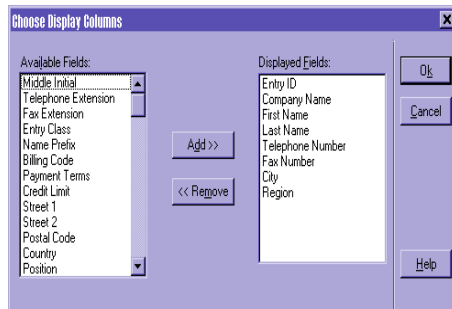 Choose Display Columns
Available Fields:
Middle Initial
Telephone Extension
Fax Extension
Entry Class
Name Prefix
Billing Code
Payment Terms
Credit Limit
Street 1
Street 2
Postal Code
Country
Position
Add >>
<< Remove
Displayed Fields:
Entry ID
Company Name
First Name
Last Name
Telephone Number
Fax Number
City
Region
Ok
Cancel
Help